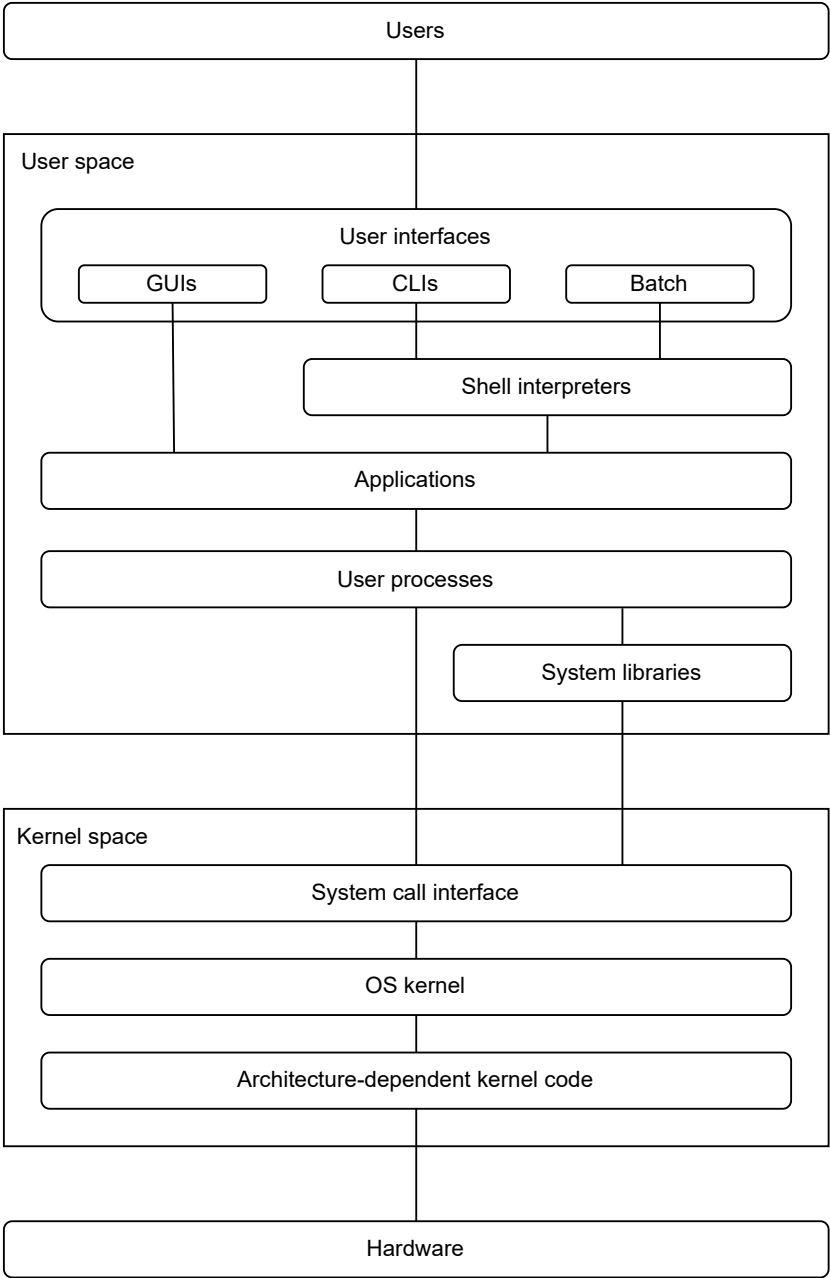 Users
User space
User interfaces
GUIs
CLIs
Batch
Shell interpreters
Applications
User processes
System libraries
Kernel space
System call interface
OS kernel
Architecture-dependent kernel code
Hardware